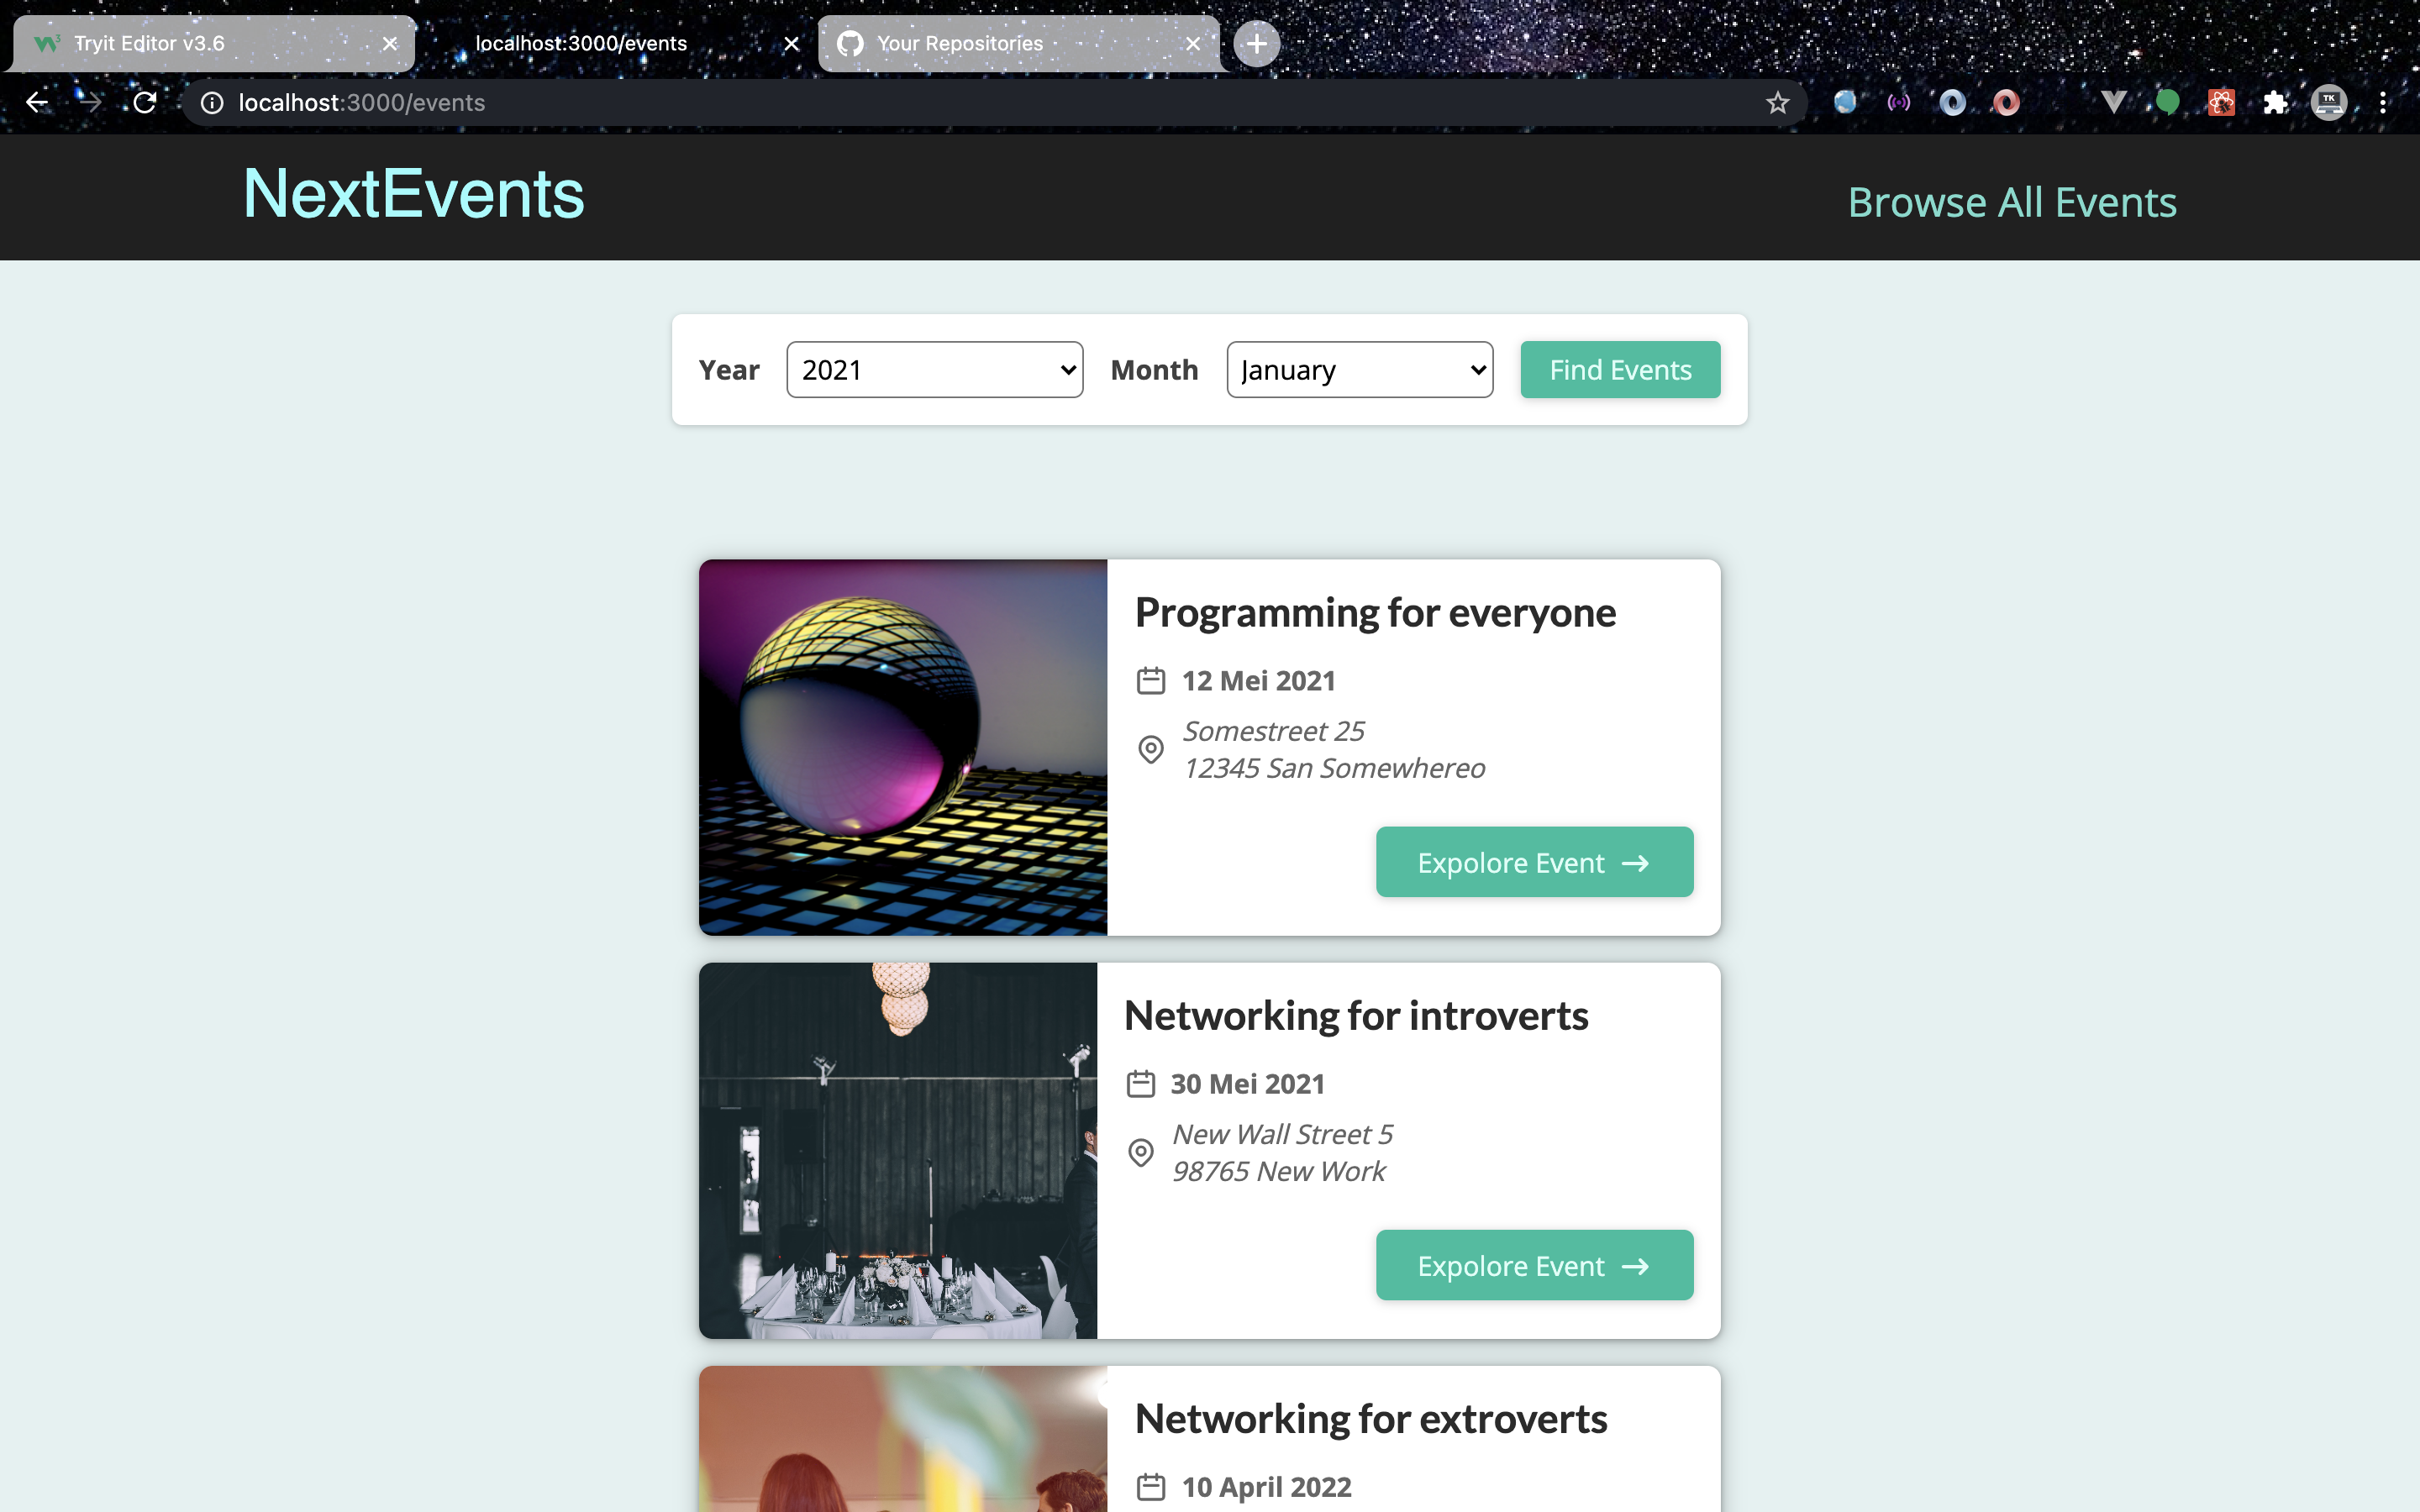 Tryit Editor v3.6
localhost:3000/events
Your Repositories
localhost:3000/events
TK
NextEvents
Browse All Events
Year
2021
Month
January
Find Events
Programming for everyone
12 Mei 2021
Somestreet 25
12345 San Somewhereo
Expolore Event
Networking for introverts
30 Mei 2021
New Wall Street 5
98765 New Work
Expolore Event
Networking for extroverts
10 April 2022